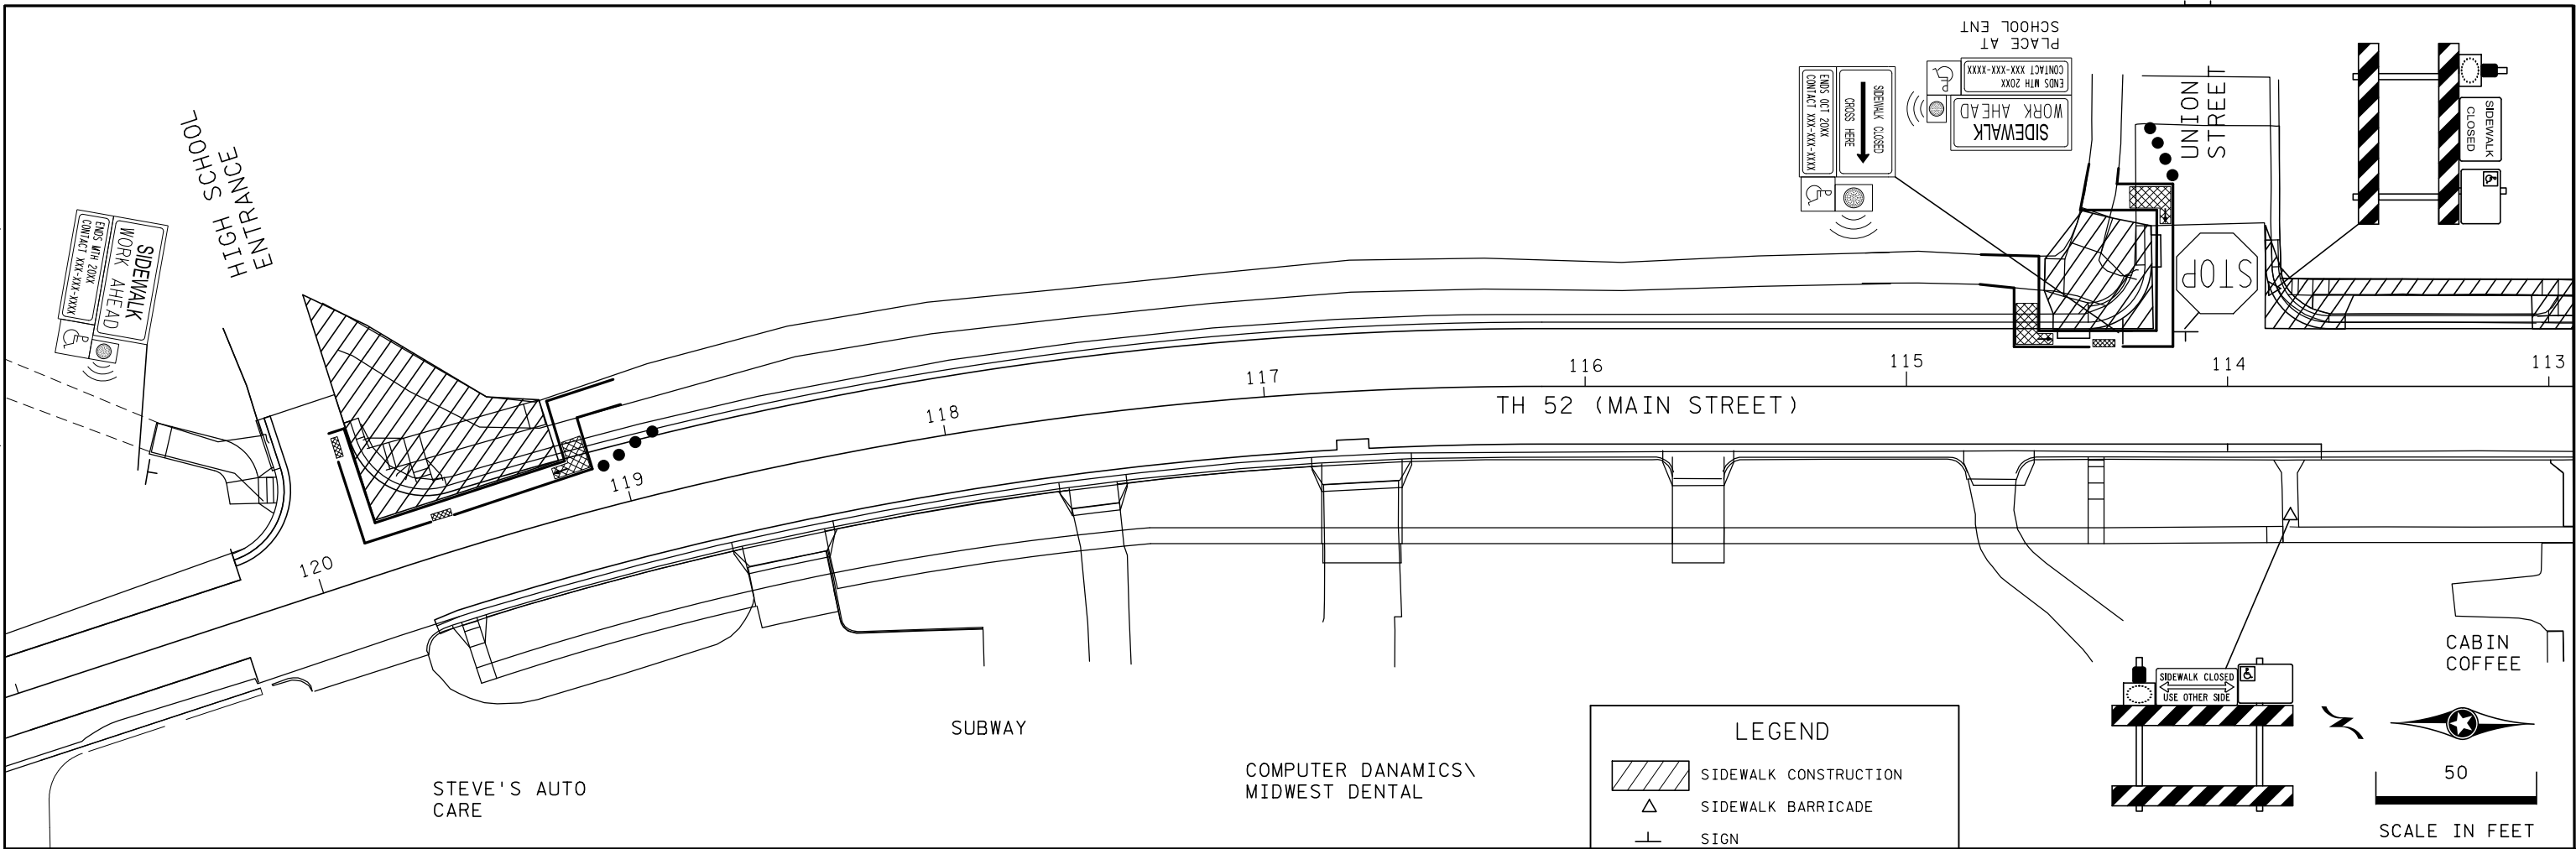 HIGH SCHOOL
ENTRANCE
SIDEWALK
WORK AHEAD
ENDS MTH 20XX
CONTACT XXX-XXX-XXXX
P
SIDEWALK CLOSED
CROSS HERE
ENDS OCT 20XX
CONTACT XXX-XXX-XXXX
P
PLACE AT
SCHOOL ENT
SIDEWALK
WORK AHEAD
ENDS MTH 20XX
CONTACT XXX-XXX-XXXX
P
UNION
STREET
SIDEWALK
CLOSED
STOP
120
119
118
117
116
115
114
113
TH 52 (MAIN STREET)
STEVE'S AUTO
CARE
SUBWAY
COMPUTER DANAMICS\
MIDWEST DENTAL
CABIN
COFFEE
SIDEWALK CLOSED
USE OTHER SIDE
LEGEND
SIDEWALK CONSTRUCTION
SIDEWALK BARRICADE
SIGN
50
SCALE IN FEET